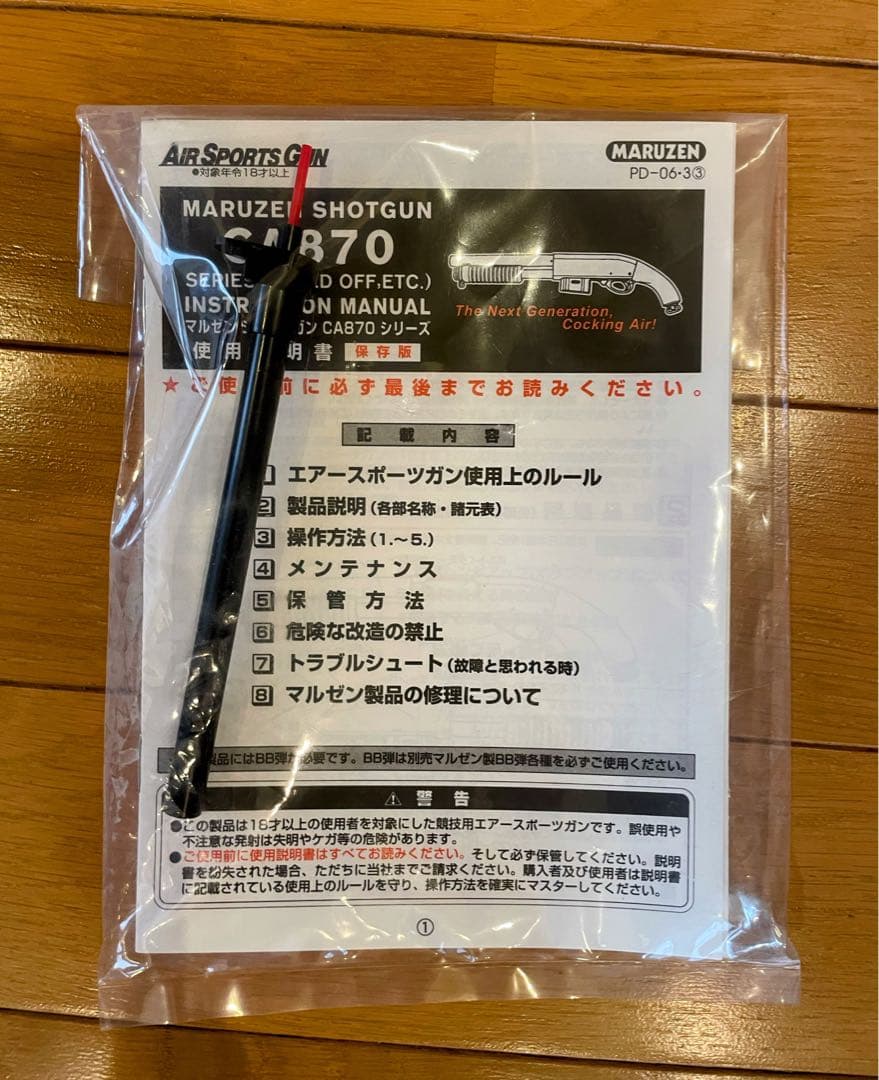 AIR SPORTS GUN
●対象年令18才以上
MARUZEN
PD-06・3③
MARUZEN SHOTGUN
CA870
SERIES D OFF,ETC.)
INSTR ON MANUAL
マルゼン ガン CA870 シリーズ
使用 明書 保存版
★ご使 前に必ず最後までお読みください。
The Next Generation,
Cocking Air!
記載内容
1 エアースポーツガン使用上のルール
2 製品説明(各部名称・諸元表)
3 操作方法(1.〜5.)
4 メンテナンス
5 保管方法
6 危険な改造の禁止
7 トラブルシュート(故障と思われる時)
8 マルゼン製品の修理について
製品にはBB弾が必要です。BB弾は別売マルゼン製BB弾各種を必ずご使用ください。
⚠ 警告
●この製品は18才以上の使用者を対象にした競技用エアースポーツガンです。誤使用や
不注意な発射は失明やケガ等の危険があります。
●ご使用前に使用説明書はすべてお読みください。そして必ず保管してください。説明
書を紛失された場合、ただちに当社までご請求ください。購入者及び使用者は説明書
に記載されている使用上のルールを守り、操作方法を確実にマスターしてください。
①